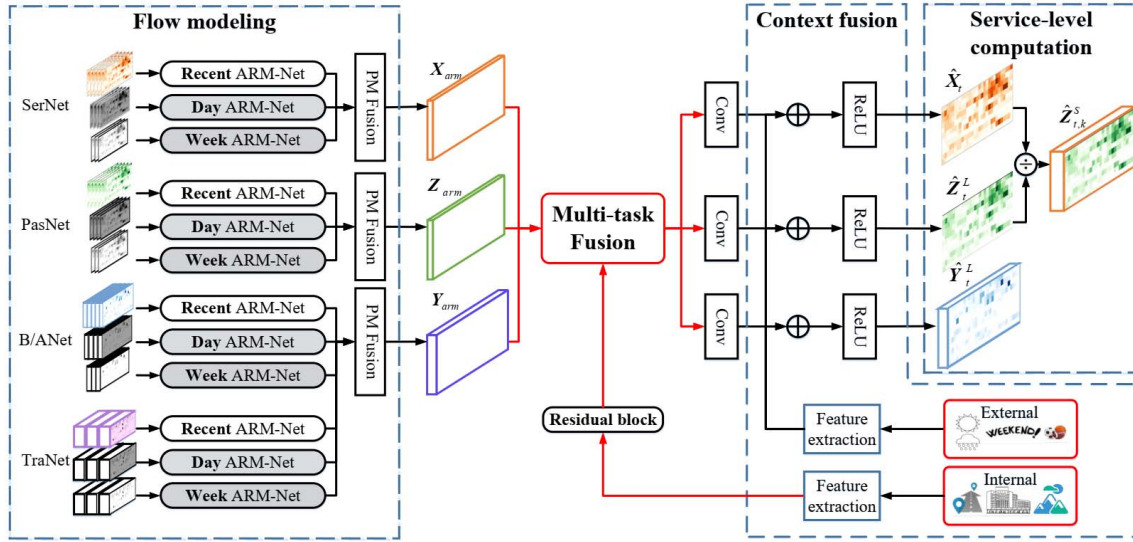 Flow modeling
SerNet
Recent ARM-Net
Day ARM-Net
Week ARM-Net
PM Fusion
PasNet
Recent ARM-Net
Day ARM-Net
Week ARM-Net
PM Fusion
B/ANet
Recent ARM-Net
Day ARM-Net
Week ARM-Net
PM Fusion
TraNet
Recent ARM-Net
Day ARM-Net
Week ARM-Net
X_arm
Z_arm
Y_arm
Multi-task
Fusion
Residual block
Conv
Conv
Conv
Context fusion
ReLU
ReLU
ReLU
Feature
extraction
Feature
extraction
External
WEEKEND!
Internal
Service-level
computation
X̂_t
Ẑ_t^L
Ŷ_t^L
÷
Ẑ_{t,k}^S